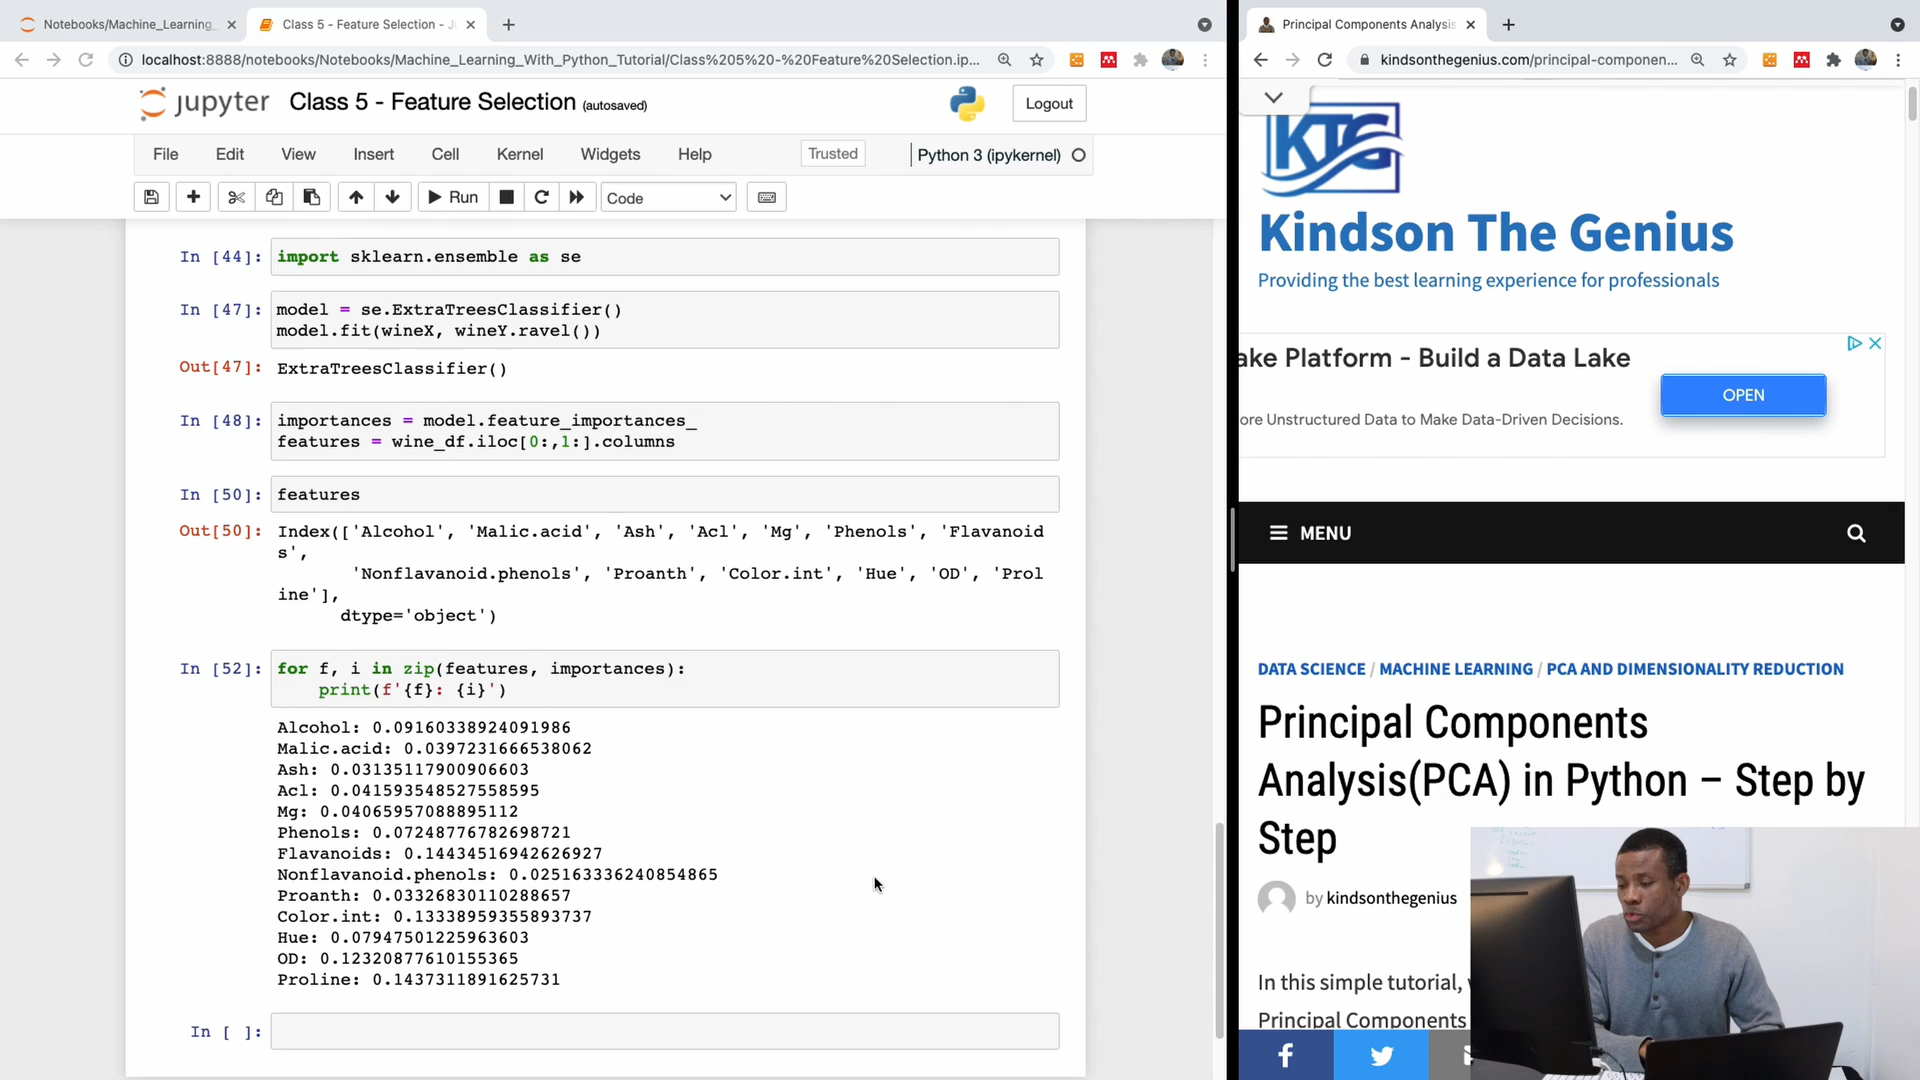 Notebooks/Machine_Learning_
Class 5 - Feature Selection - J
localhost:8888/notebooks/Notebooks/Machine_Learning_With_Python_Tutorial/Class%205%20-%20Feature%20Selection.ip...
jupyter Class 5 - Feature Selection (autosaved)
Logout
File Edit View Insert Cell Kernel Widgets Help
Trusted
Python 3 (ipykernel)
Run
Code
In [44]: import sklearn.ensemble as se
In [47]: model = se.ExtraTreesClassifier()
model.fit(wineX, wineY.ravel())
Out[47]: ExtraTreesClassifier()
In [48]: importances = model.feature_importances_
features = wine_df.iloc[0:,1:].columns
In [50]: features
Out[50]: Index(['Alcohol', 'Malic.acid', 'Ash', 'Acl', 'Mg', 'Phenols', 'Flavanoid
s',
'Nonflavanoid.phenols', 'Proanth', 'Color.int', 'Hue', 'OD', 'Prol
ine'],
dtype='object')
In [52]: for f, i in zip(features, importances):
print(f'{f}: {i}')
Alcohol: 0.09160338924091986
Malic.acid: 0.0397231666538062
Ash: 0.03135117900906603
Acl: 0.041593548527558595
Mg: 0.04065957088895112
Phenols: 0.07248776782698721
Flavanoids: 0.14434516942626927
Nonflavanoid.phenols: 0.025163336240854865
Proanth: 0.03326830110288657
Color.int: 0.13338959355893737
Hue: 0.07947501225963603
OD: 0.12320877610155365
Proline: 0.1437311891625731
In [ ]:
Principal Components Analysis
kindsonthegenius.com/principal-componen...
KTG
Kindson The Genius
Providing the best learning experience for professionals
ake Platform - Build a Data Lake
ore Unstructured Data to Make Data-Driven Decisions.
OPEN
MENU
DATA SCIENCE / MACHINE LEARNING / PCA AND DIMENSIONALITY REDUCTION
Principal Components
Analysis(PCA) in Python – Step by
Step
by kindsonthegenius
In this simple tutorial,
Principal Components